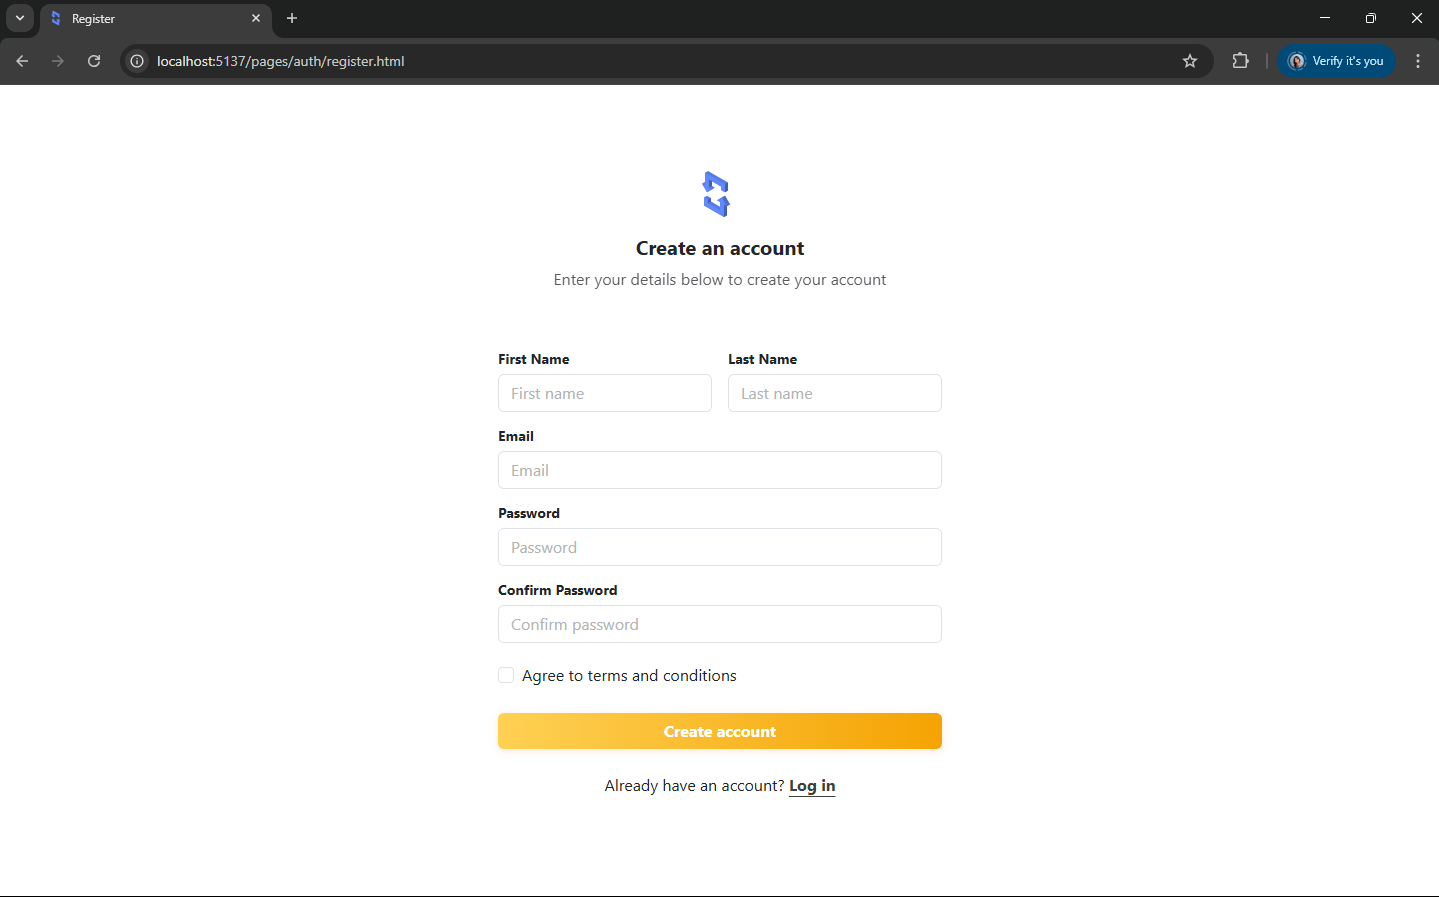 Register
localhost:5137/pages/auth/register.html
Verify it's you
Create an account
Enter your details below to create your account
First Name
Last Name
First name
Last name
Email
Email
Password
Password
Confirm Password
Confirm password
Agree to terms and conditions
Create account
Already have an account? Log in